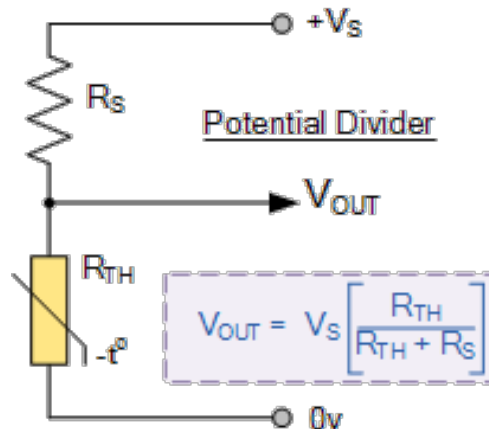 +VS
RS
Potential Divider
VOUT
RTH
-t°
VOUT = VS [ RTH / RTH + RS ]
0v